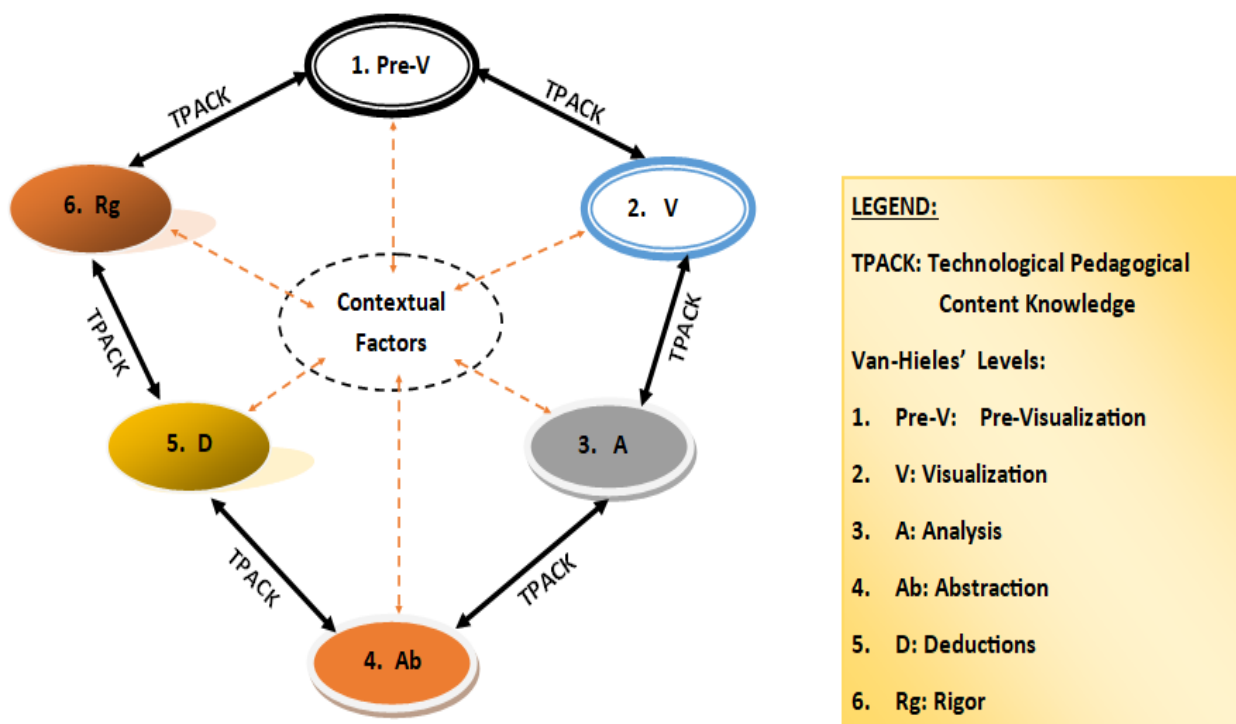 1. Pre-V
TPACK
TPACK
6. Rg
2. V
Contextual
Factors
TPACK
TPACK
5. D
3. A
TPACK
TPACK
4. Ab
LEGEND:
TPACK: Technological Pedagogical
Content Knowledge
Van-Hieles’ Levels:
1. Pre-V: Pre-Visualization
2. V: Visualization
3. A: Analysis
4. Ab: Abstraction
5. D: Deductions
6. Rg: Rigor